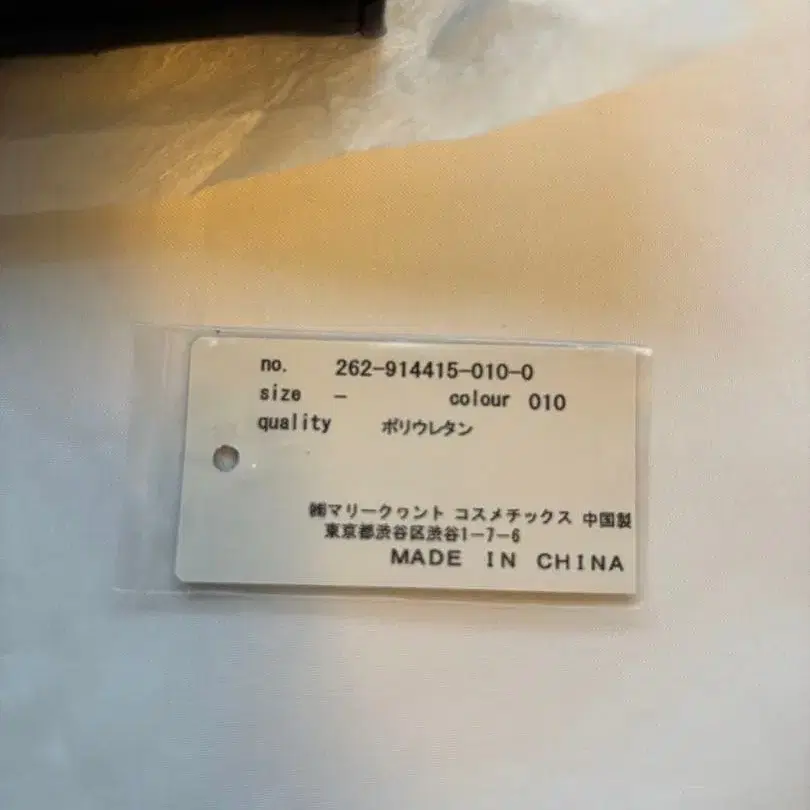 no. 262-914415-010-0
size - colour 010
quality ポリウレタン
㈱マリークヮント コスメチックス 中国製
東京都渋谷区渋谷1-7-6
MADE IN CHINA